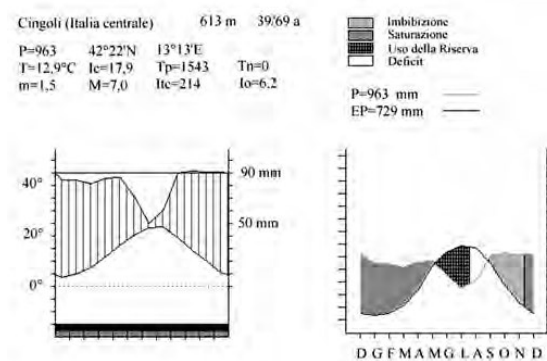 Cingoli (Italia centrale) 613 m 39/69 a
P=963 42°22'N 13°13'E
T=12,9°C Ic=17,9 Tp=1543 Tn=0
m=1,5 M=7,0 Itc=214 Io=6,2
Imbibizione
Saturazione
Uso della Riserva
Deficit
P=963 mm
EP=729 mm
40°
20°
0°
90 mm
50 mm
D G F M A M G L A S O N D